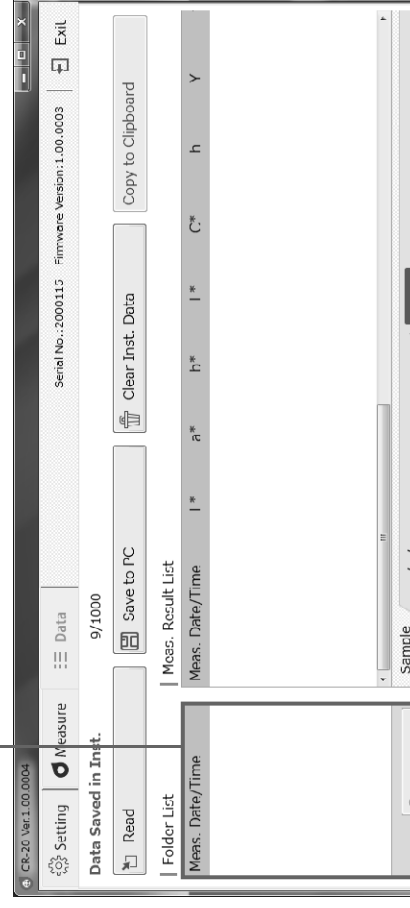 CR-20 Ver.1.00.0004
Setting Measure Data Serial No.:2000115 Firmware Version:1.00.0003 Exit
Data Saved in Inst. 9/1000
Read Save to PC Clear Inst. Data Copy to Clipboard
Folder List Meas. Result List
Meas. Date/Time Meas. Date/Time l* a* b* l* C* h Y
Sample